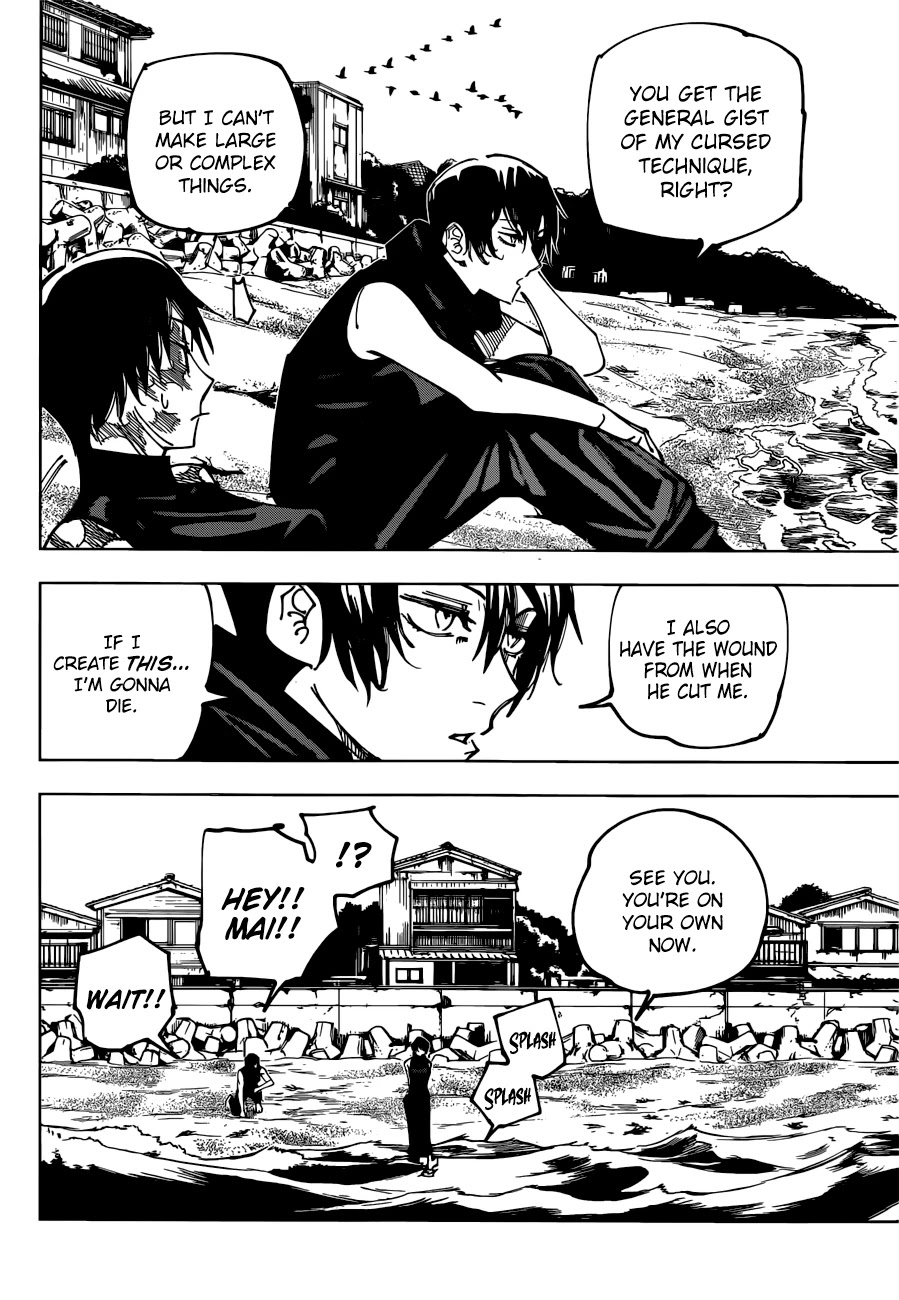 YOU GET THE
GENERAL GIST
OF MY CURSED
TECHNIQUE,
RIGHT?
BUT I CAN'T
MAKE LARGE
OR COMPLEX
THINGS.
I ALSO
HAVE THE WOUND
FROM WHEN
HE CUT ME.
IF I
CREATE THIS...
I'M GONNA
DIE.
SEE YOU.
YOU'RE ON
YOUR OWN
NOW.
SPLASH
SPLASH
!?
HEY!!
MAI!!
WAIT!!